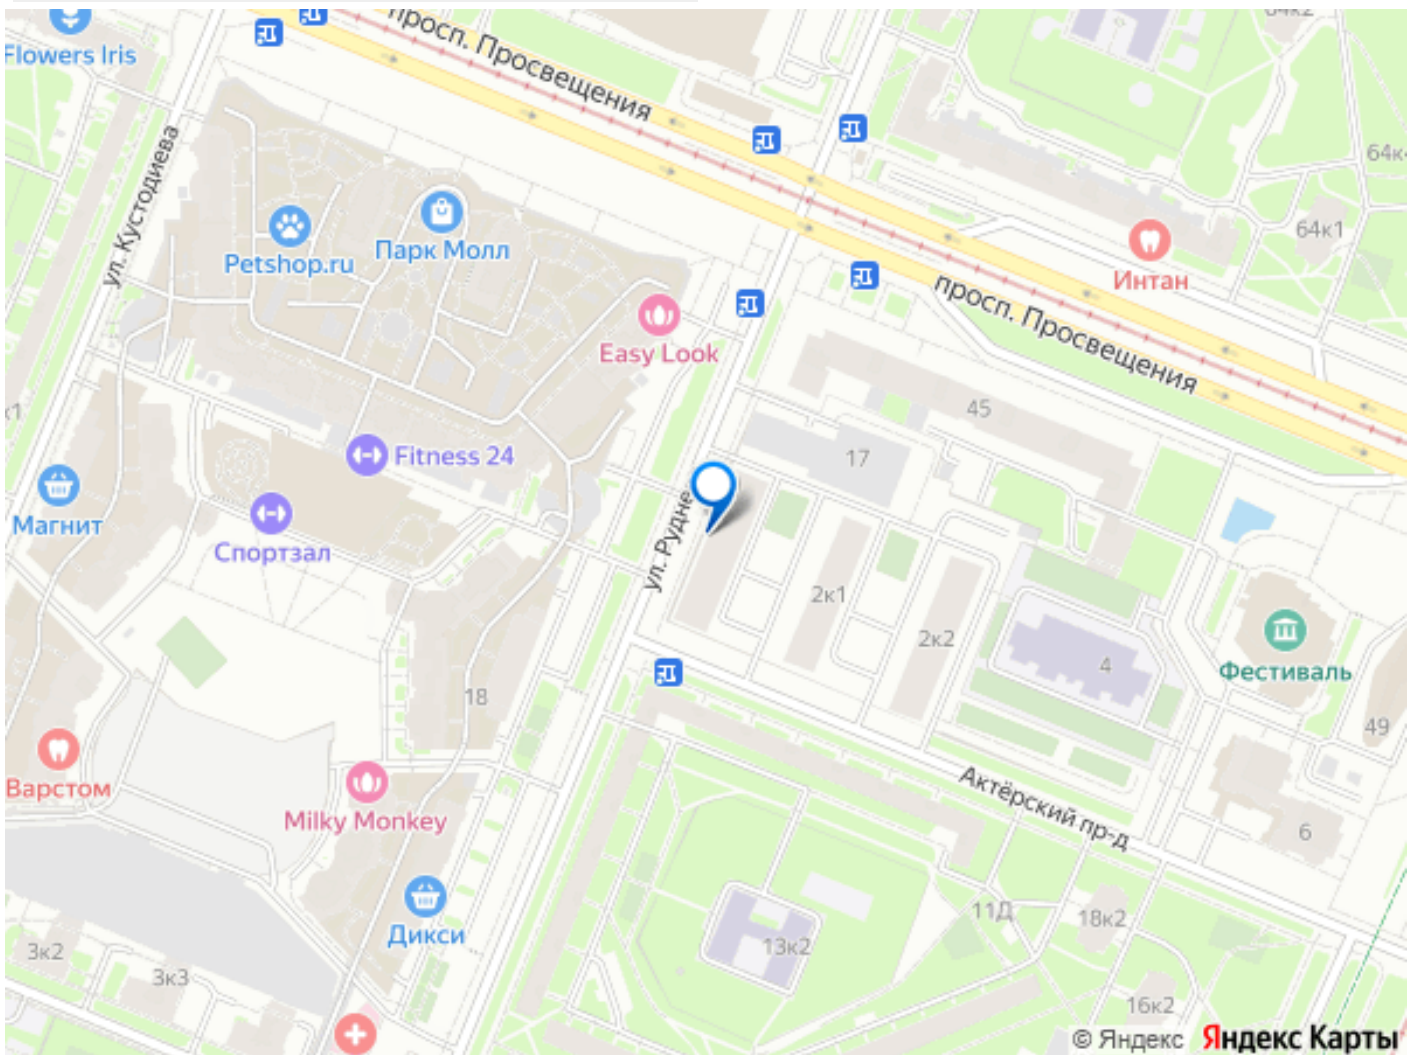 64к2
Flowers Iris
просп. Просвещения
ул. Кустодиева
64к1
Petshop.ru
Парк Молл
Интан
просп. Просвещения
Easy Look
45
Fitness 24
17
Магнит
Спортзал
2к1
2к2
4
Фестиваль
18
49
Варстом
Milky Monkey
Актёрский пр-д
6
11Д
18к2
Дикси
13к2
3к2
3к3
16к2
© Яндекс Яндекс Карты